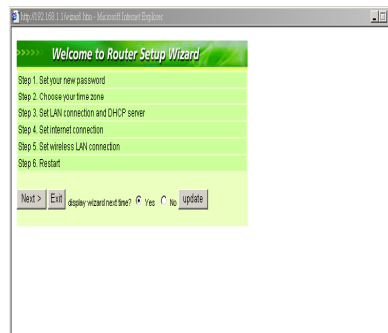 http://192.168.1.1/wizard.htm - Microsoft Internet Explorer
>>>>> Welcome to Router Setup Wizard
Step 1. Set your new password
Step 2. Choose your time zone
Step 3. Set LAN connection and DHCP server
Step 4. Set internet connection
Step 5. Set wireless LAN connection
Step 6. Restart
Next > Exit display wizard next time? Yes No update